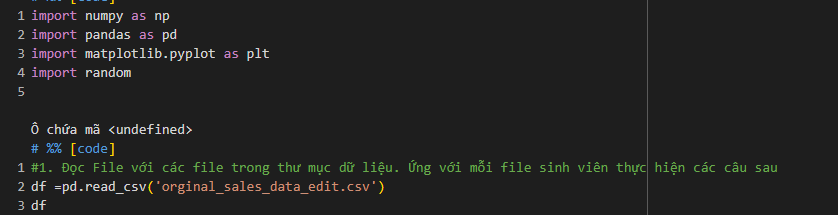 1 import numpy as np
2 import pandas as pd
3 import matplotlib.pyplot as plt
4 import random
5
Ô chứa mã <undefined>
# %% [code]
1 #1. Đọc File với các file trong thư mục dữ liệu. Ứng với mỗi file sinh viên thực hiện các câu sau
2 df =pd.read_csv('orginal_sales_data_edit.csv')
3 df